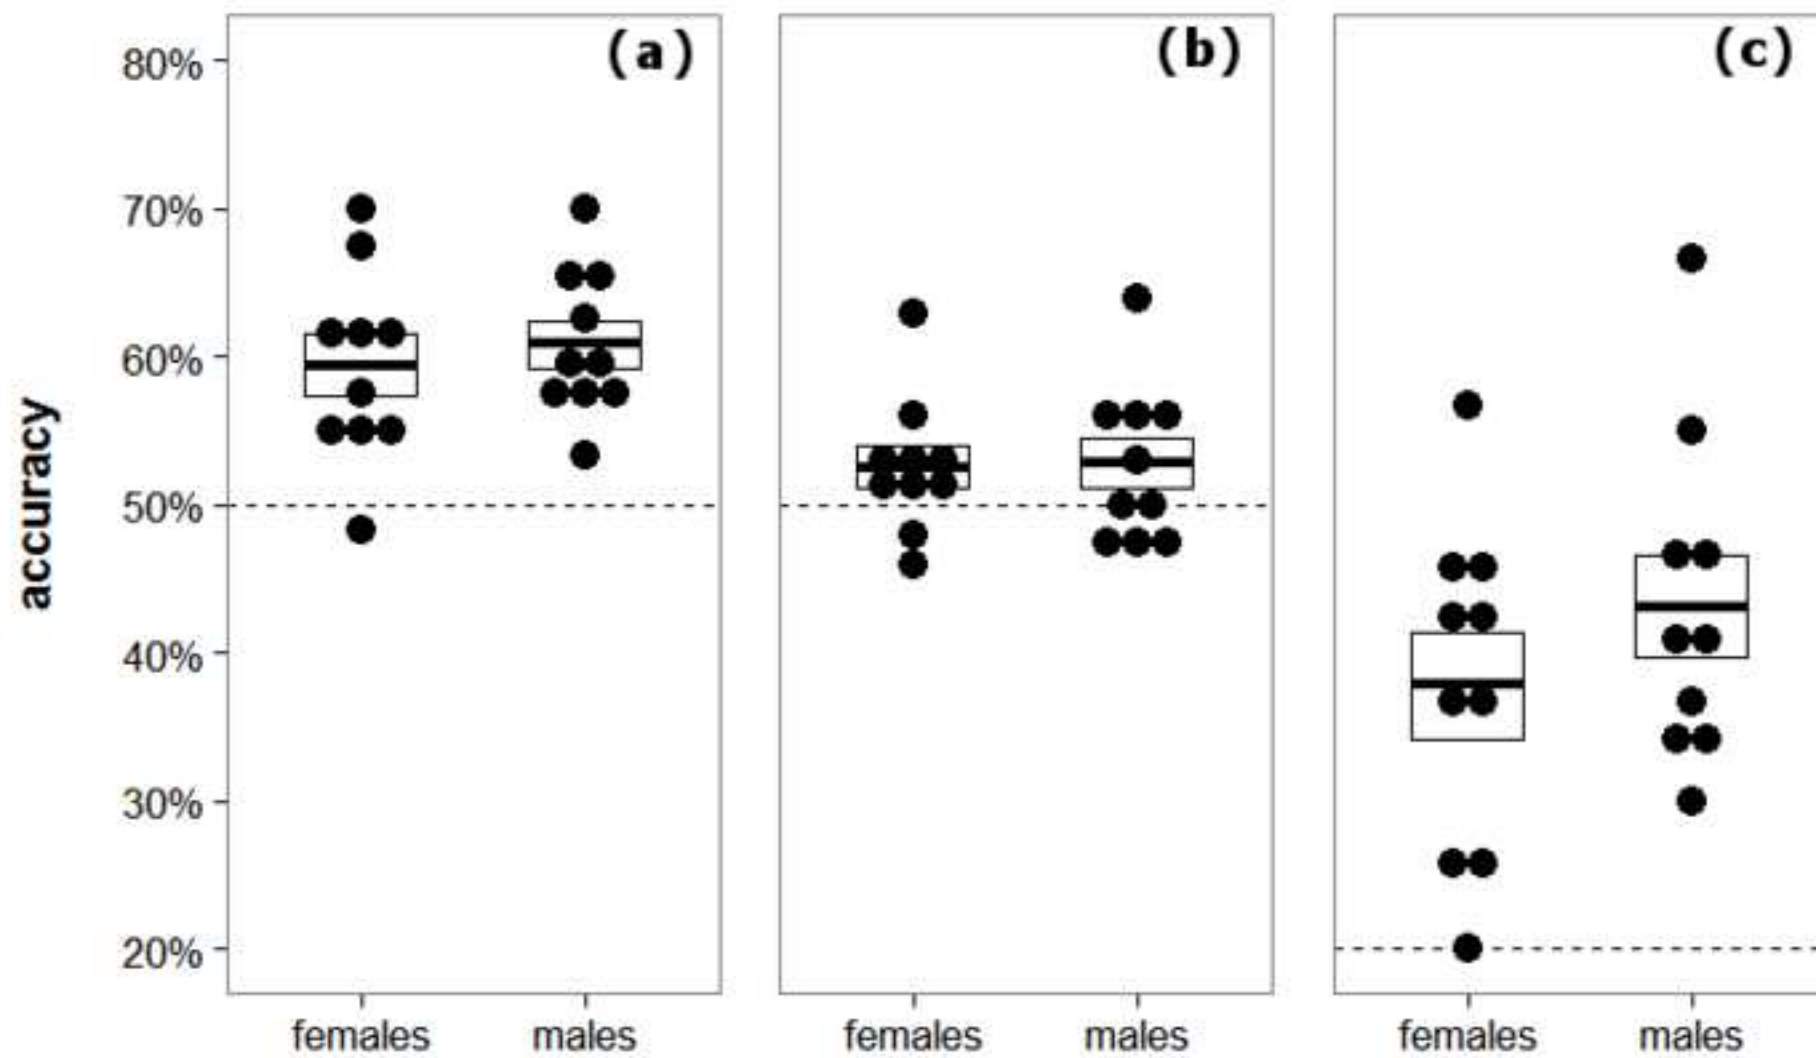 (a)
(b)
(c)
accuracy
80%
70%
60%
50%
40%
30%
20%
females males
females males
females males